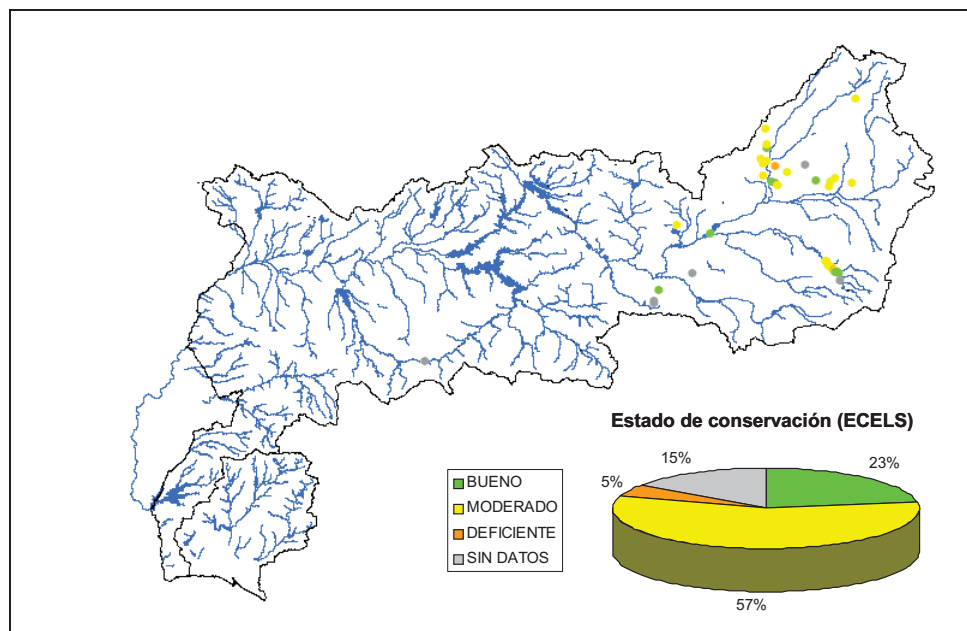 Estado de conservación (ECELS)
15%
23%
5%
57%
BUENO
MODERADO
DEFICIENTE
SIN DATOS